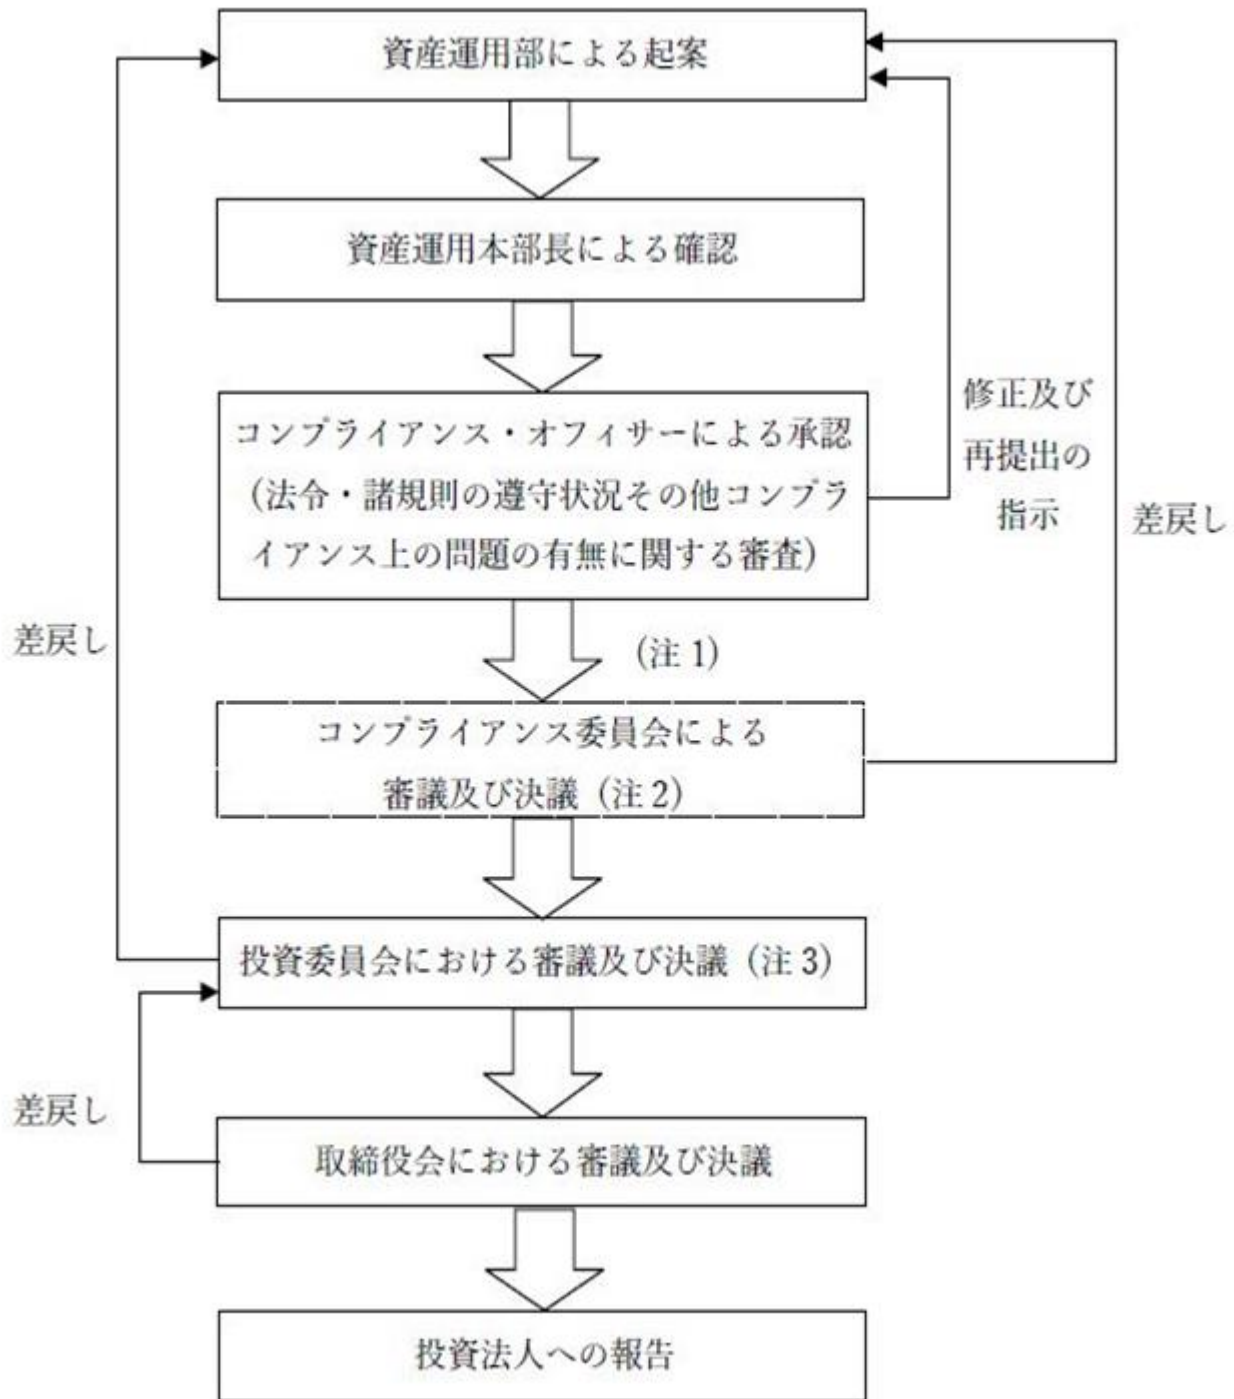 資産運用部による起案
資産運用本部長による確認
コンプライアンス・オフィサーによる承認
(法令・諸規則の遵守状況その他コンプラ
イアンス上の問題の有無に関する審査)
修正及び
再提出の
指示
差戻し
差戻し
(注 1)
コンプライアンス委員会による
審議及び決議(注 2)
投資委員会における審議及び決議(注 3)
差戻し
取締役会における審議及び決議
投資法人への報告